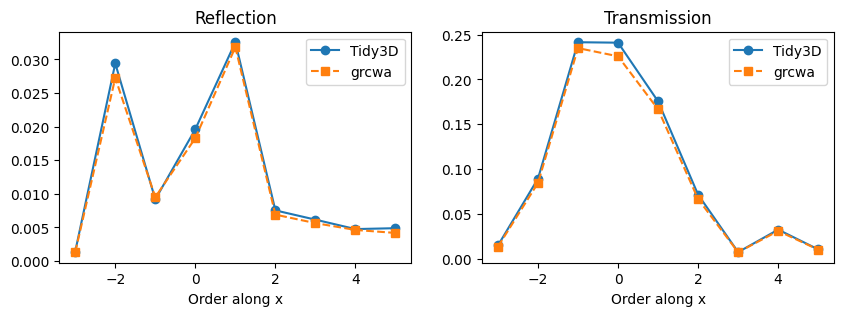 Reflection
Tidy3D
grcwa
0.030
0.025
0.020
0.015
0.010
0.005
0.000
−2 0 2 4
Order along x
Transmission
Tidy3D
grcwa
0.25
0.20
0.15
0.10
0.05
0.00
−2 0 2 4
Order along x